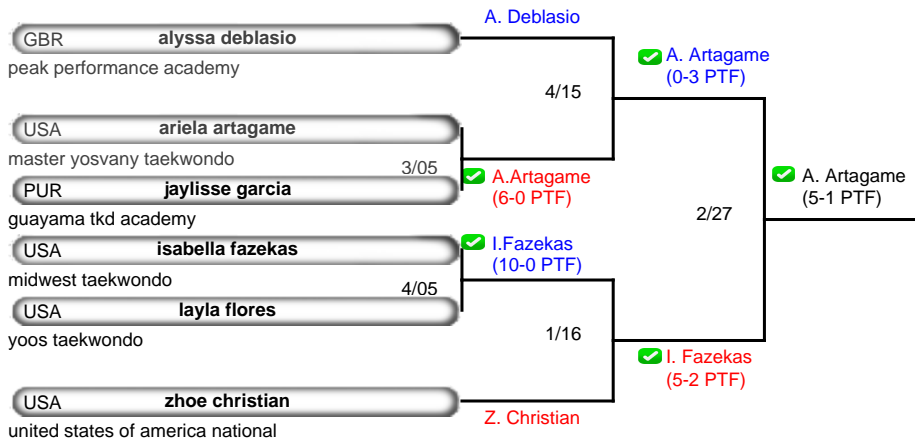 A. Deblasio
GBR alyssa deblasio
peak performance academy
A. Artagame
(0-3 PTF)
4/15
USA ariela artagame
master yosvany taekwondo
3/05
A.Artagame
(6-0 PTF)
PUR jaylisse garcia
guayama tkd academy
A. Artagame
(5-1 PTF)
2/27
USA isabella fazekas
midwest taekwondo
I.Fazekas
(10-0 PTF)
4/05
USA layla flores
yoos taekwondo
1/16
I. Fazekas
(5-2 PTF)
USA zhoe christian
united states of america national
Z. Christian